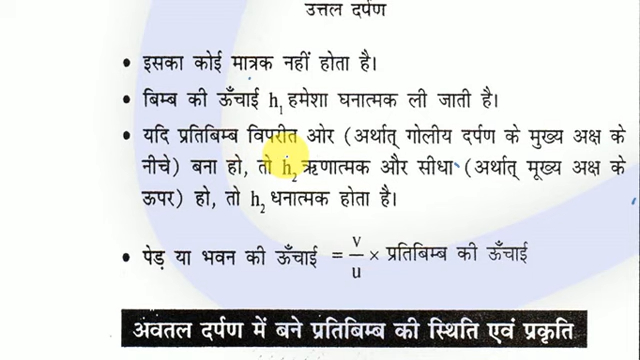 उत्तल दर्पण
• इसका कोई मात्रक नहीं होता है।
• बिम्ब की ऊँचाई h₁ हमेशा घनात्मक ली जाती है।
• यदि प्रतिबिम्ब विपरीत ओर (अर्थात् गोलीय दर्पण के मुख्य अक्ष के
नीचे) बना हो, तो h₂ ऋणात्मक और सीधा (अर्थात् मूख्य अक्ष के
ऊपर) हो, तो h₂ धनात्मक होता है।
• पेड़ या भवन की ऊँचाई = v/u × प्रतिबिम्ब की ऊँचाई
अंवतल दर्पण में बने प्रतिबिम्ब की स्थिति एवं प्रकृति